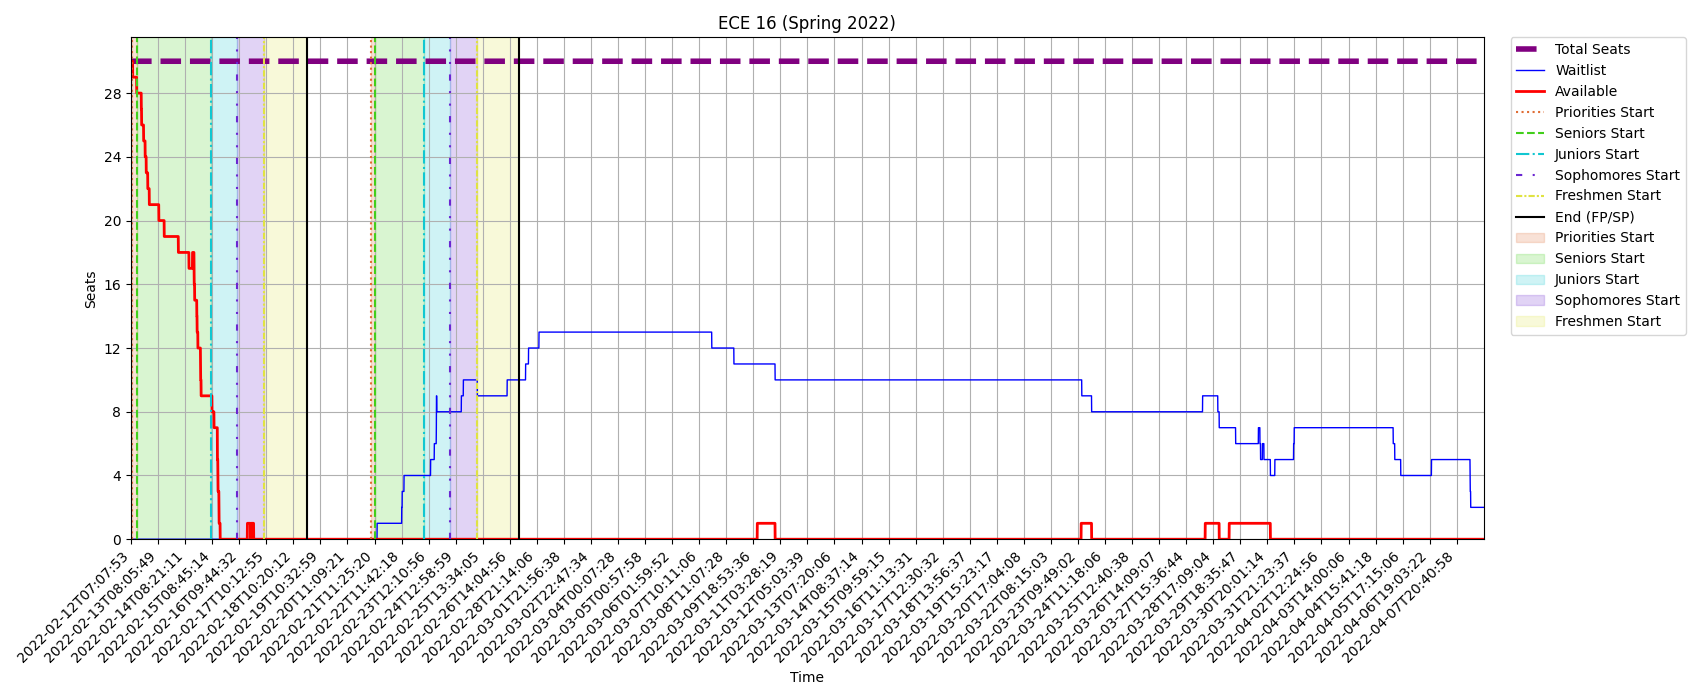 ECE 16 (Spring 2022)
Total Seats
Waitlist
Available
Priorities Start
Seniors Start
Juniors Start
Sophomores Start
Freshmen Start
End (FP/SP)
Priorities Start
Seniors Start
Juniors Start
Sophomores Start
Freshmen Start
Seats
28
24
20
16
12
8
4
0
2022-02-12T07:07:53
2022-02-13T08:05:49
2022-02-14T08:21:11
2022-02-15T08:45:14
2022-02-16T09:44:32
2022-02-17T10:12:55
2022-02-18T10:20:12
2022-02-19T10:32:59
2022-02-20T11:09:21
2022-02-21T11:25:20
2022-02-22T11:42:18
2022-02-23T12:10:56
2022-02-24T12:58:59
2022-02-25T13:34:05
2022-02-26T14:04:56
2022-02-28T21:14:06
2022-03-01T21:56:38
2022-03-02T22:47:34
2022-03-04T00:07:28
2022-03-05T00:57:58
2022-03-06T01:59:52
2022-03-07T10:11:06
2022-03-08T11:07:28
2022-03-09T18:53:36
2022-03-11T03:28:19
2022-03-12T05:03:39
2022-03-13T07:20:06
2022-03-14T08:37:14
2022-03-15T09:59:15
2022-03-16T11:13:31
2022-03-17T12:30:32
2022-03-18T13:56:37
2022-03-19T15:23:17
2022-03-20T17:04:08
2022-03-22T08:15:03
2022-03-23T09:49:02
2022-03-24T11:18:06
2022-03-25T12:40:38
2022-03-26T14:09:07
2022-03-27T15:36:44
2022-03-28T17:09:04
2022-03-29T18:35:47
2022-03-30T20:01:14
2022-03-31T21:23:37
2022-04-02T12:24:56
2022-04-03T14:00:06
2022-04-04T15:41:18
2022-04-05T17:15:06
2022-04-06T19:03:22
2022-04-07T20:40:58
Time